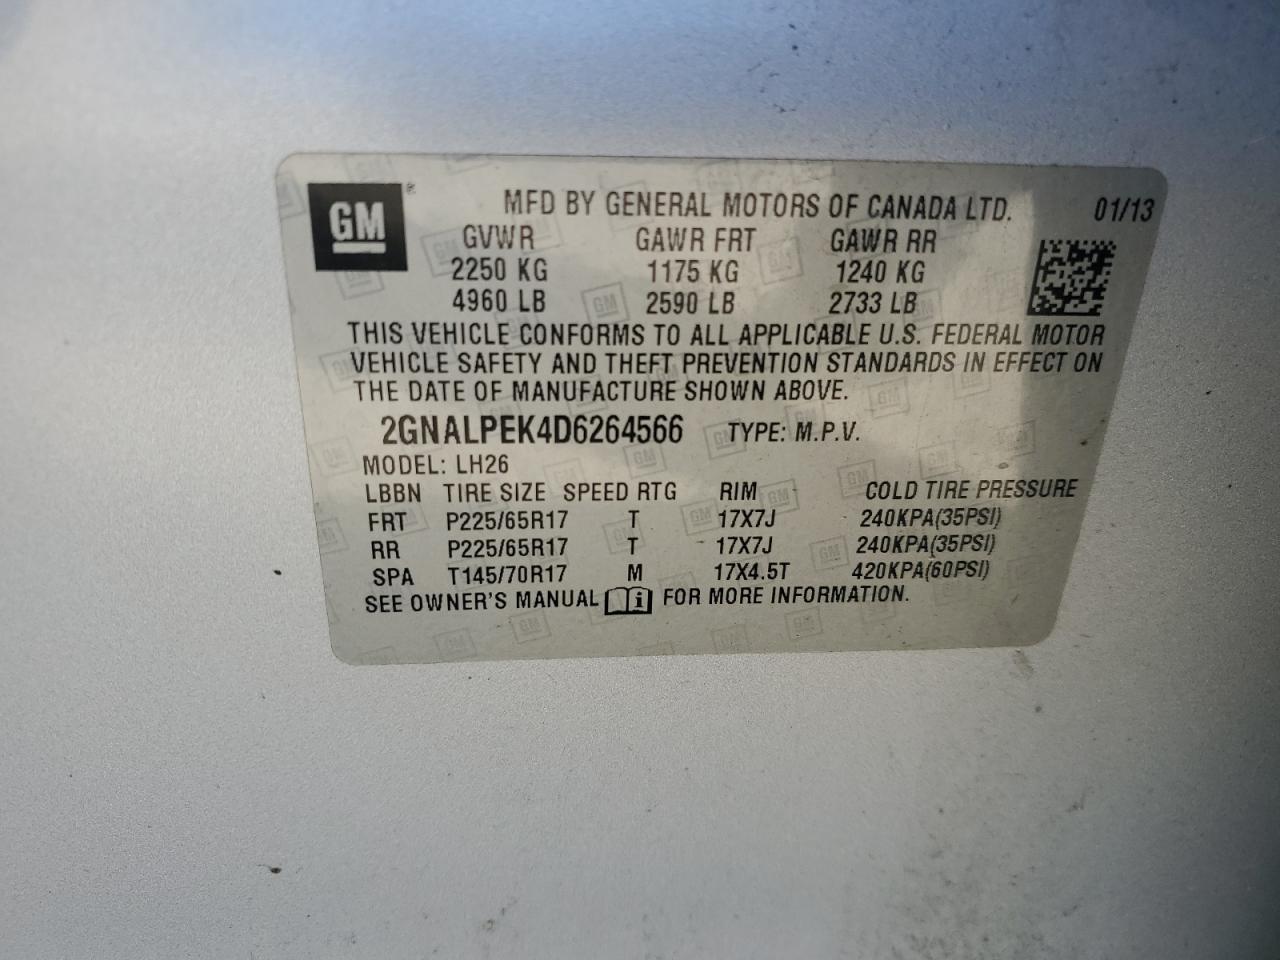 GM®
MFD BY GENERAL MOTORS OF CANADA LTD. 01/13
GVWR GAWR FRT GAWR RR
2250 KG 1175 KG 1240 KG
4960 LB 2590 LB 2733 LB
THIS VEHICLE CONFORMS TO ALL APPLICABLE U.S. FEDERAL MOTOR
VEHICLE SAFETY AND THEFT PREVENTION STANDARDS IN EFFECT ON
THE DATE OF MANUFACTURE SHOWN ABOVE.
2GNALPEK4D6264566 TYPE: M.P.V.
MODEL: LH26
LBBN TIRE SIZE SPEED RTG RIM COLD TIRE PRESSURE
FRT P225/65R17 T 17X7J 240KPA(35PSI)
RR P225/65R17 T 17X7J 240KPA(35PSI)
SPA T145/70R17 M 17X4.5T 420KPA(60PSI)
SEE OWNER'S MANUAL i FOR MORE INFORMATION.